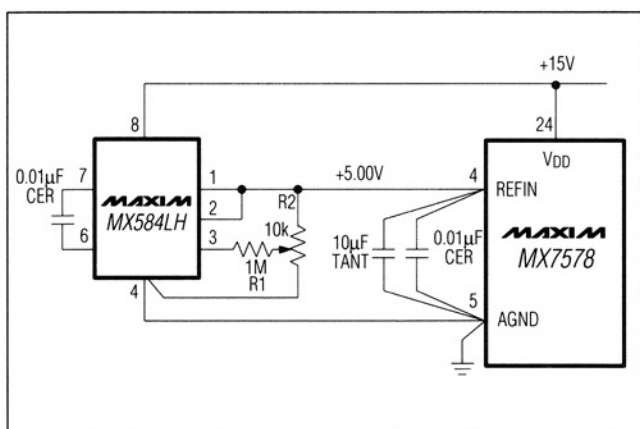 +15V
8
24
7
0.01µF
CER
6
MAXIM
MX584LH
1
2
3
4
+5.00V
R2
10k
1M
R1
10µF
TANT
0.01µF
CER
4
REFIN
VDD
MAXIM
MX7578
5
AGND